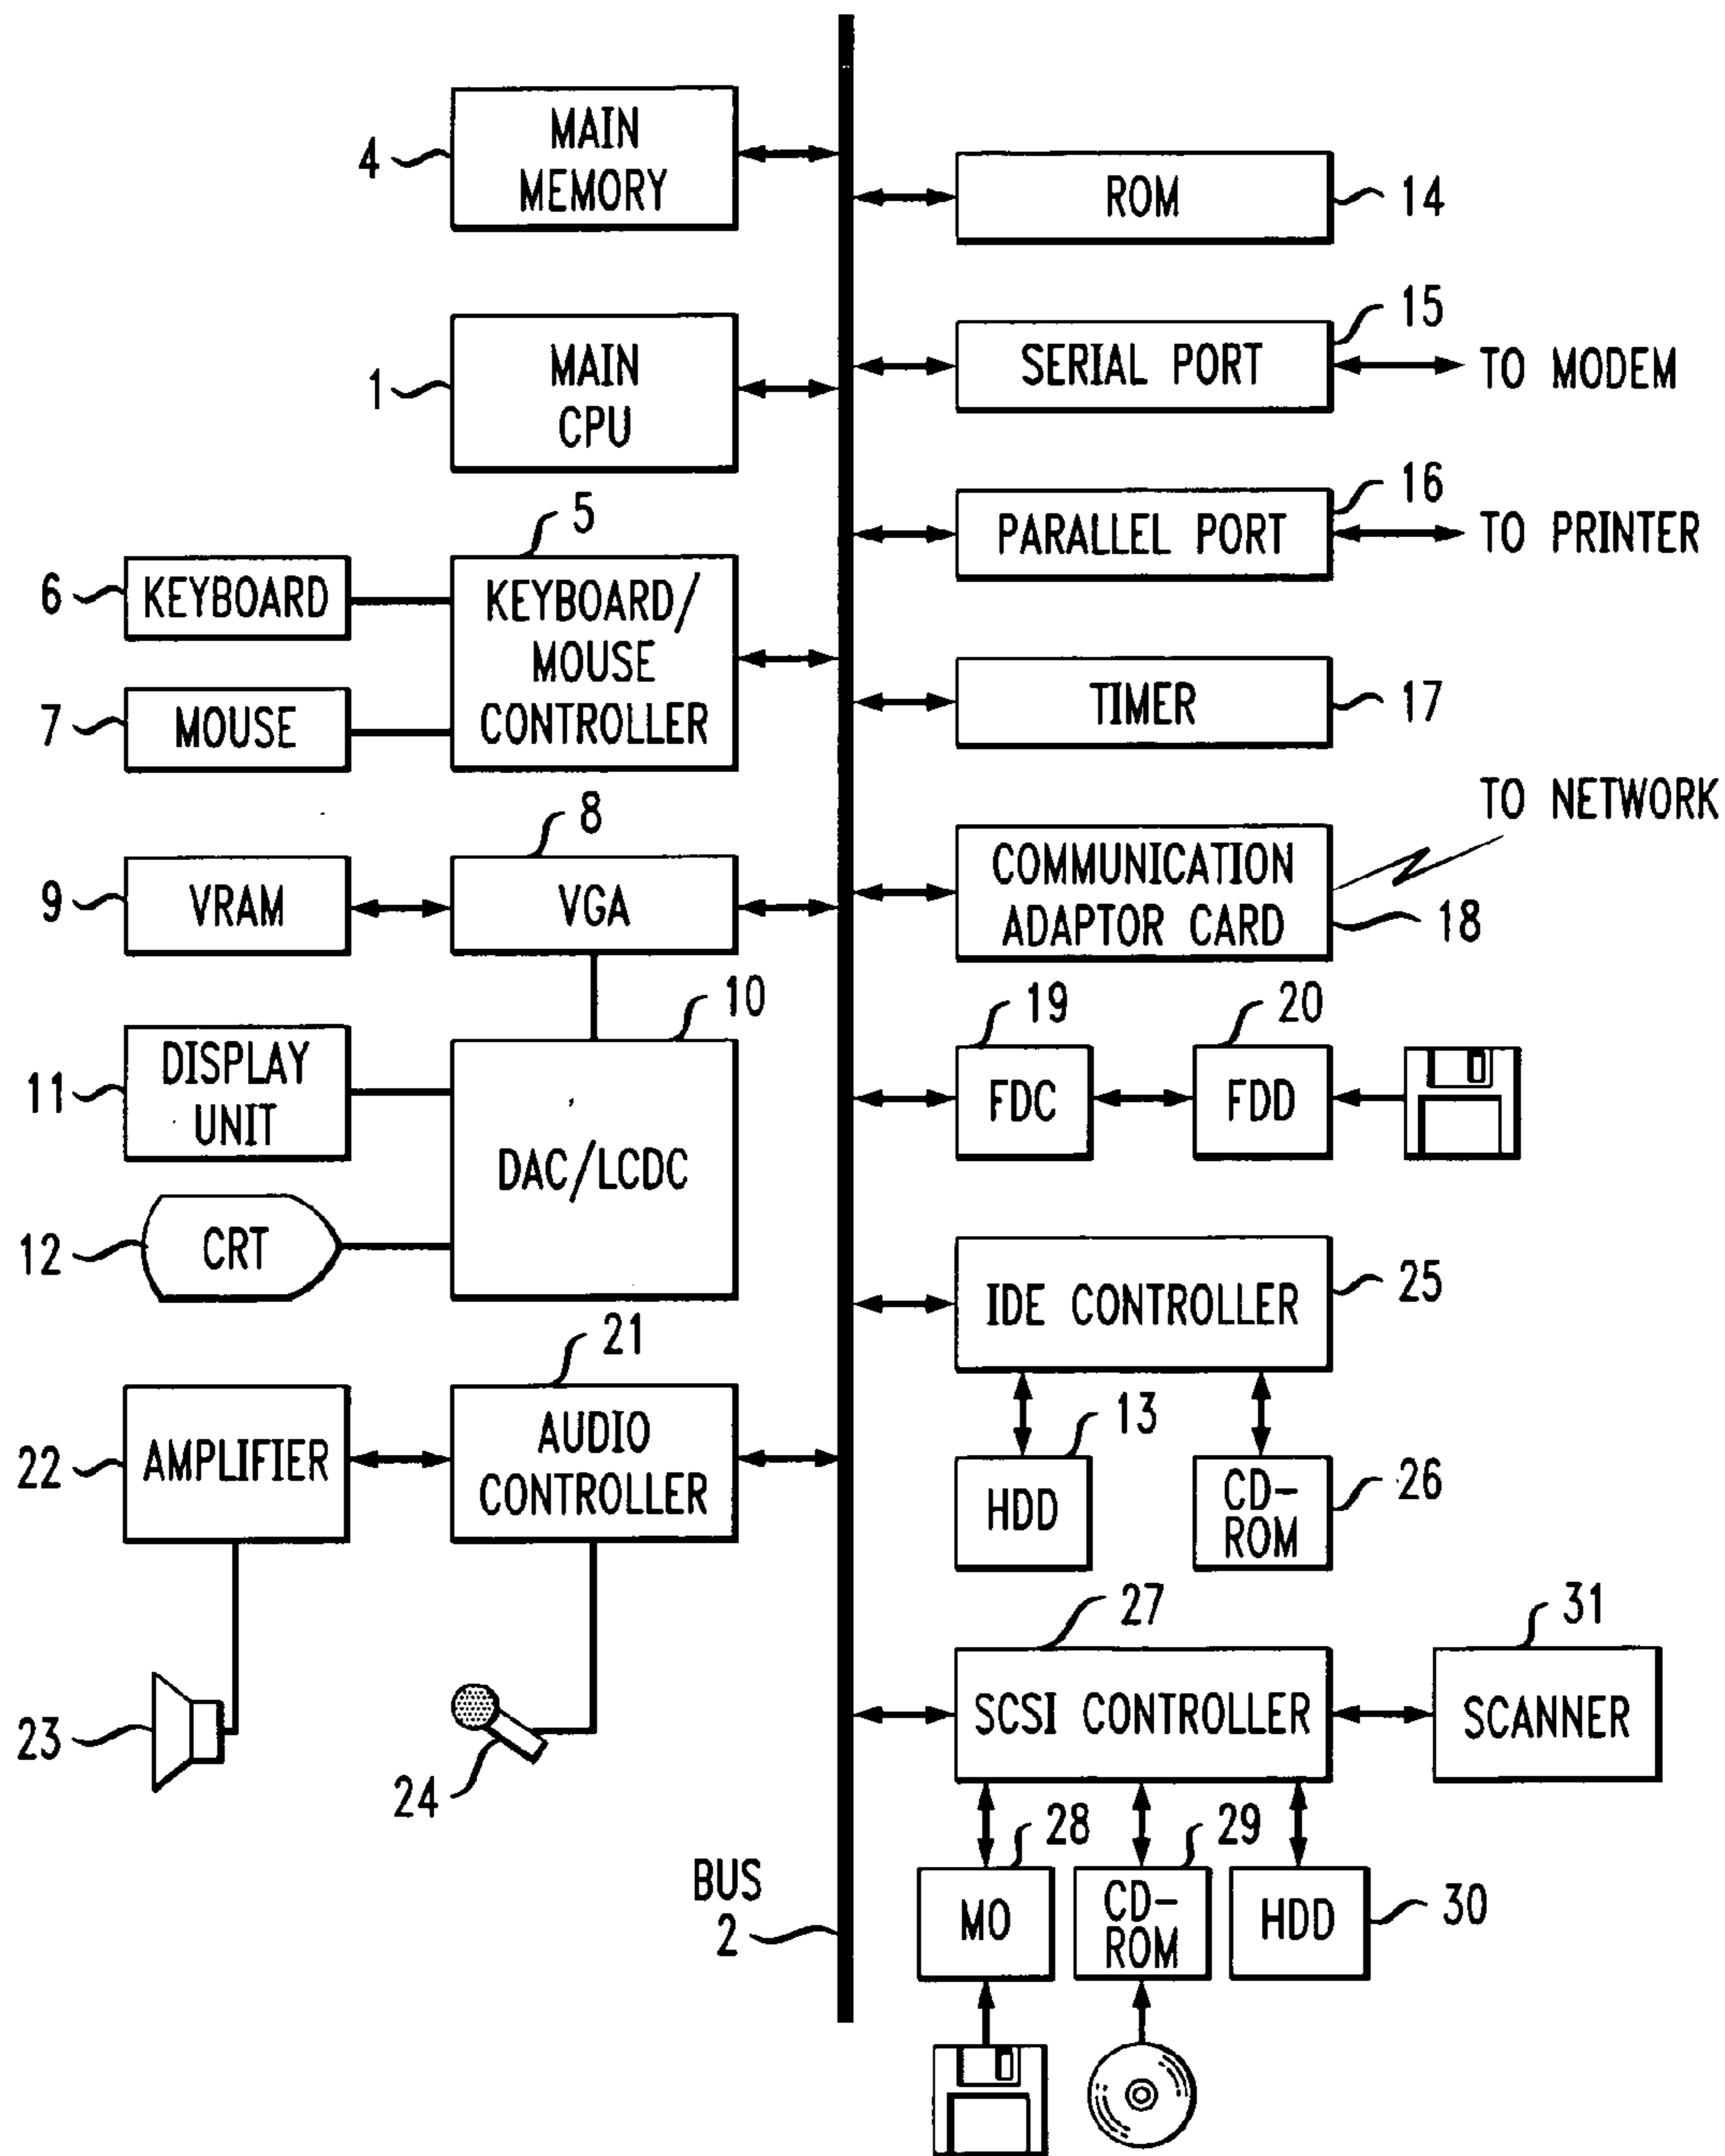 MAIN
MEMORY
4
ROM
14
MAIN
CPU
1
15
SERIAL PORT
TO MODEM
16
PARALLEL PORT
TO PRINTER
5
KEYBOARD/
MOUSE
CONTROLLER
6
KEYBOARD
7
MOUSE
TIMER
17
TO NETWORK
8
VGA
9
VRAM
COMMUNICATION
ADAPTOR CARD
18
10
DAC/LCDC
11
DISPLAY
UNIT
12
CRT
19
FDC
20
FDD
IDE CONTROLLER
25
13
HDD
CD-
ROM
26
21
AUDIO
CONTROLLER
22
AMPLIFIER
23
24
27
SCSI CONTROLLER
31
SCANNER
28
MO
29
CD-
ROM
HDD
30
BUS
2